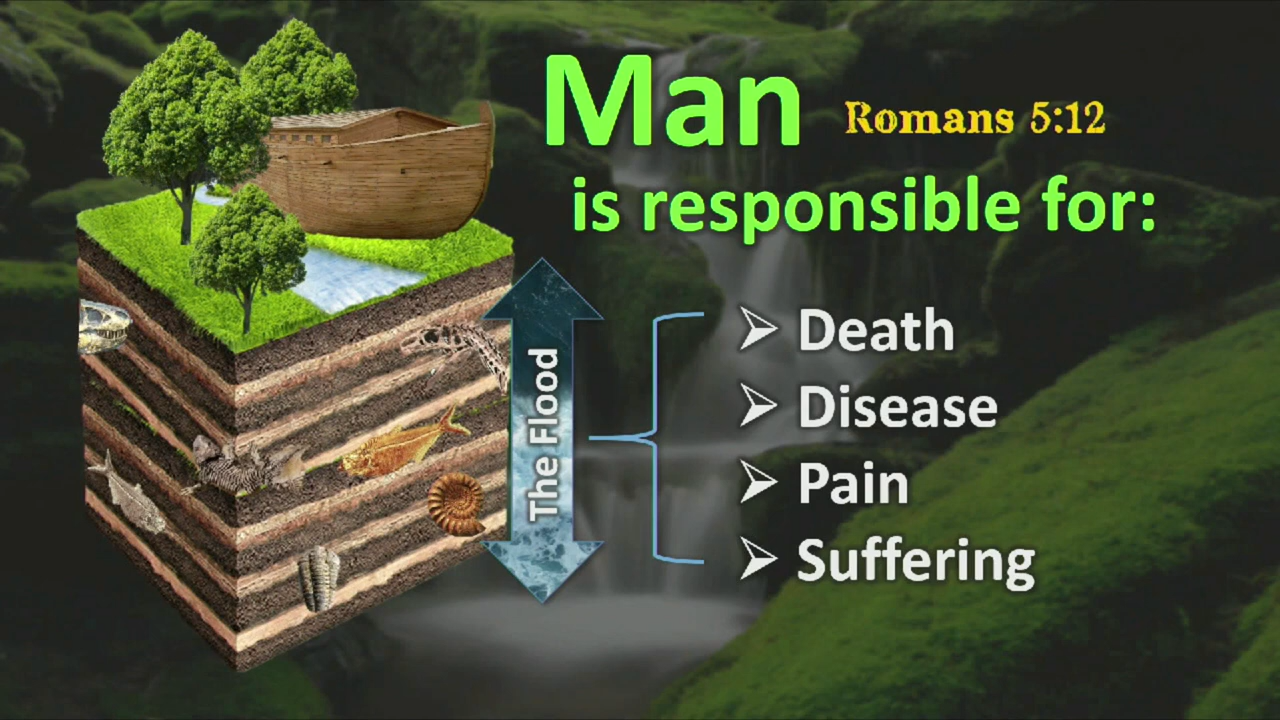 Man Romans 5:12
is responsible for:
The Flood
Death
Disease
Pain
Suffering